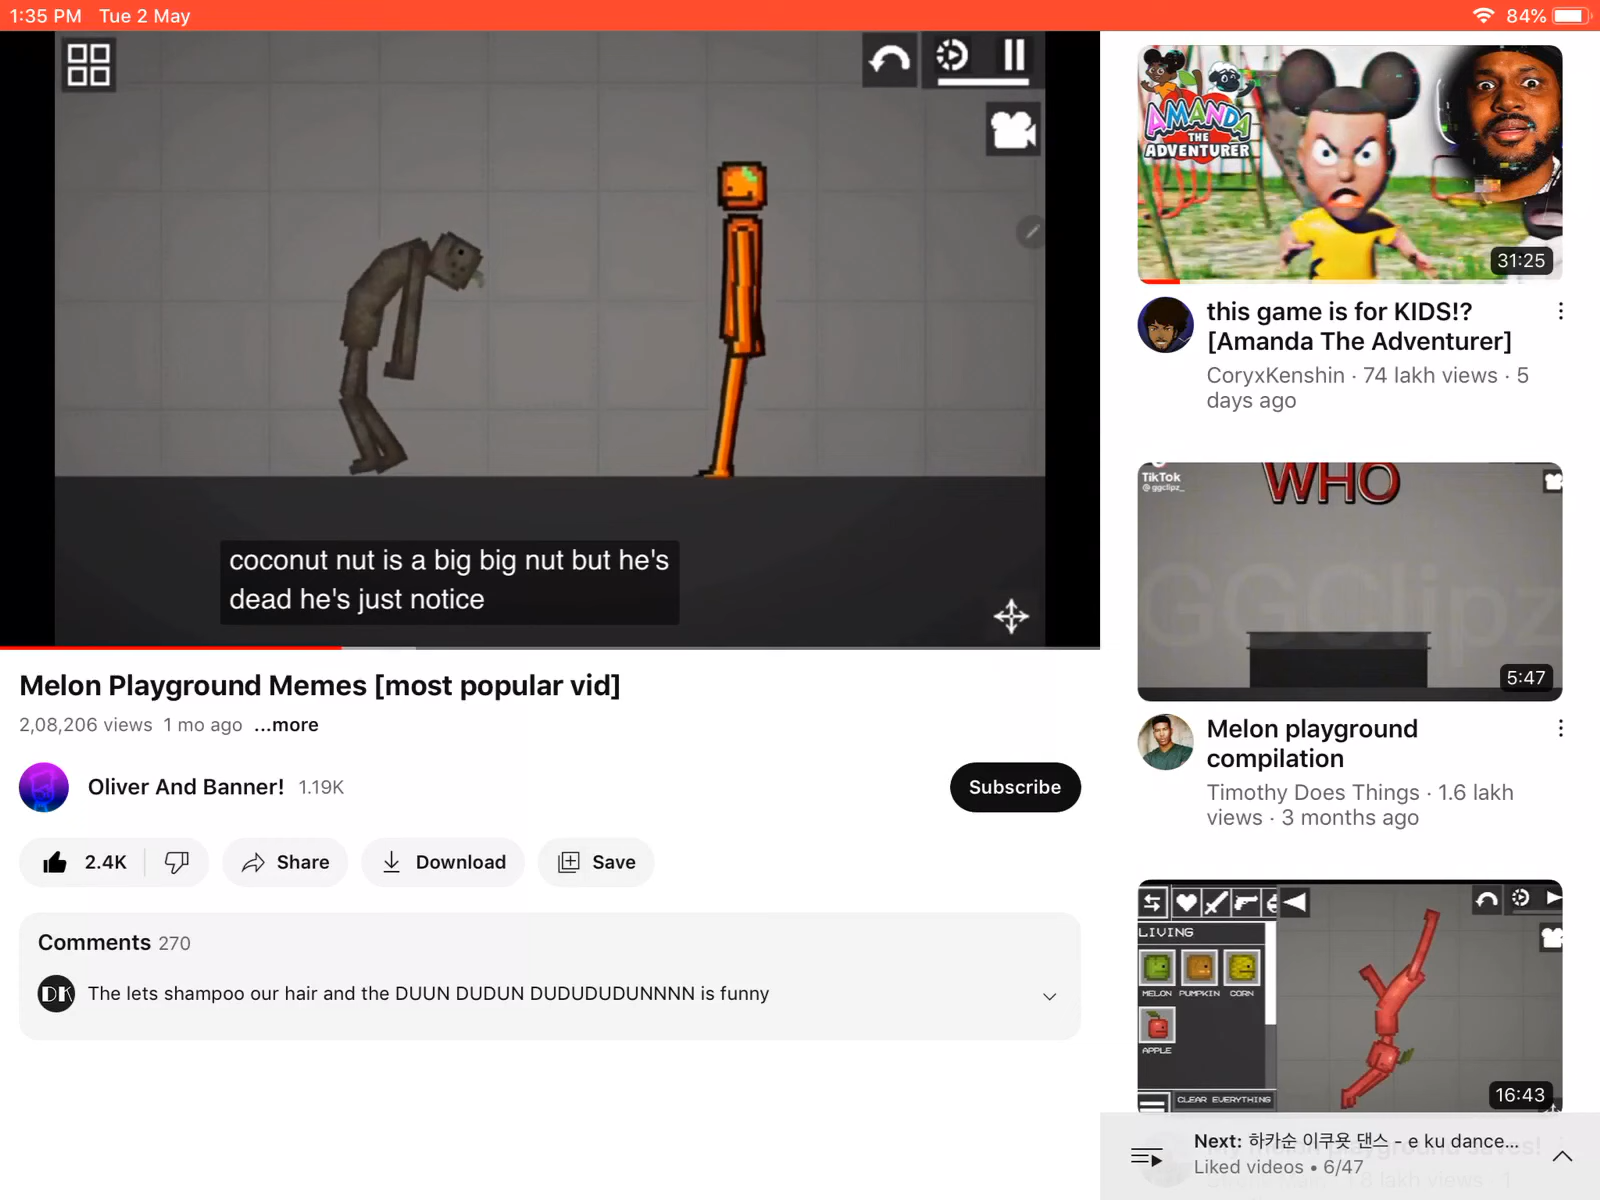 1:35 PM Tue 2 May
84%
coconut nut is a big big nut but he's
dead he's just notice
Melon Playground Memes [most popular vid]
2,08,206 views 1 mo ago ...more
Oliver And Banner! 1.19K
Subscribe
2.4K
Share
Download
Save
Comments 270
DK
The lets shampoo our hair and the DUUN DUDUN DUDUDUDUNNNN is funny
AMANDA
THE
ADVENTURER
31:25
this game is for KIDS!?
[Amanda The Adventurer]
CoryxKenshin · 74 lakh views · 5
days ago
TikTok
@ggclipz_
WHO
GGClipz
5:47
Melon playground
compilation
Timothy Does Things · 1.6 lakh
views · 3 months ago
LIVING
MELON PUMPKIN CORN
APPLE
CLEAR EVERYTHING
16:43
Next: 하카순 이쿠욧 댄스 - e ku dance...
Liked videos • 6/47